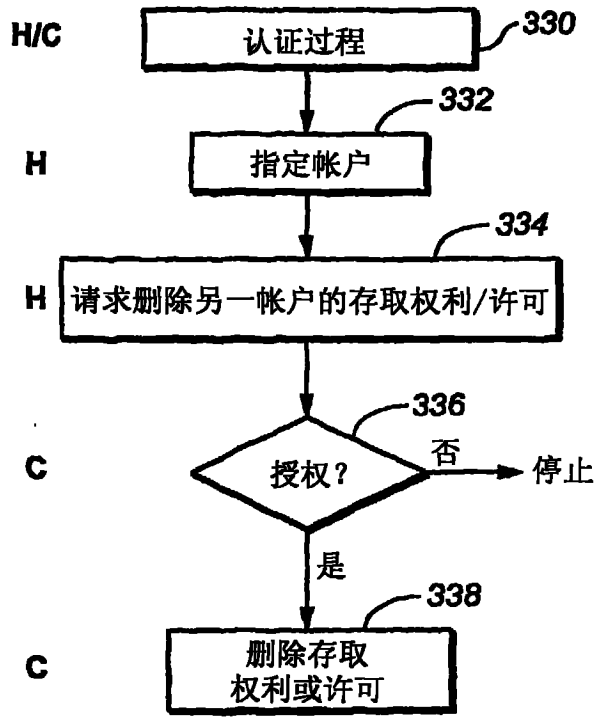 H/C
认证过程
330
332
H
指定帐户
334
H
请求删除另一帐户的存取权利/许可
336
C
授权?
否
停止
是
338
C
删除存取
权利或许可